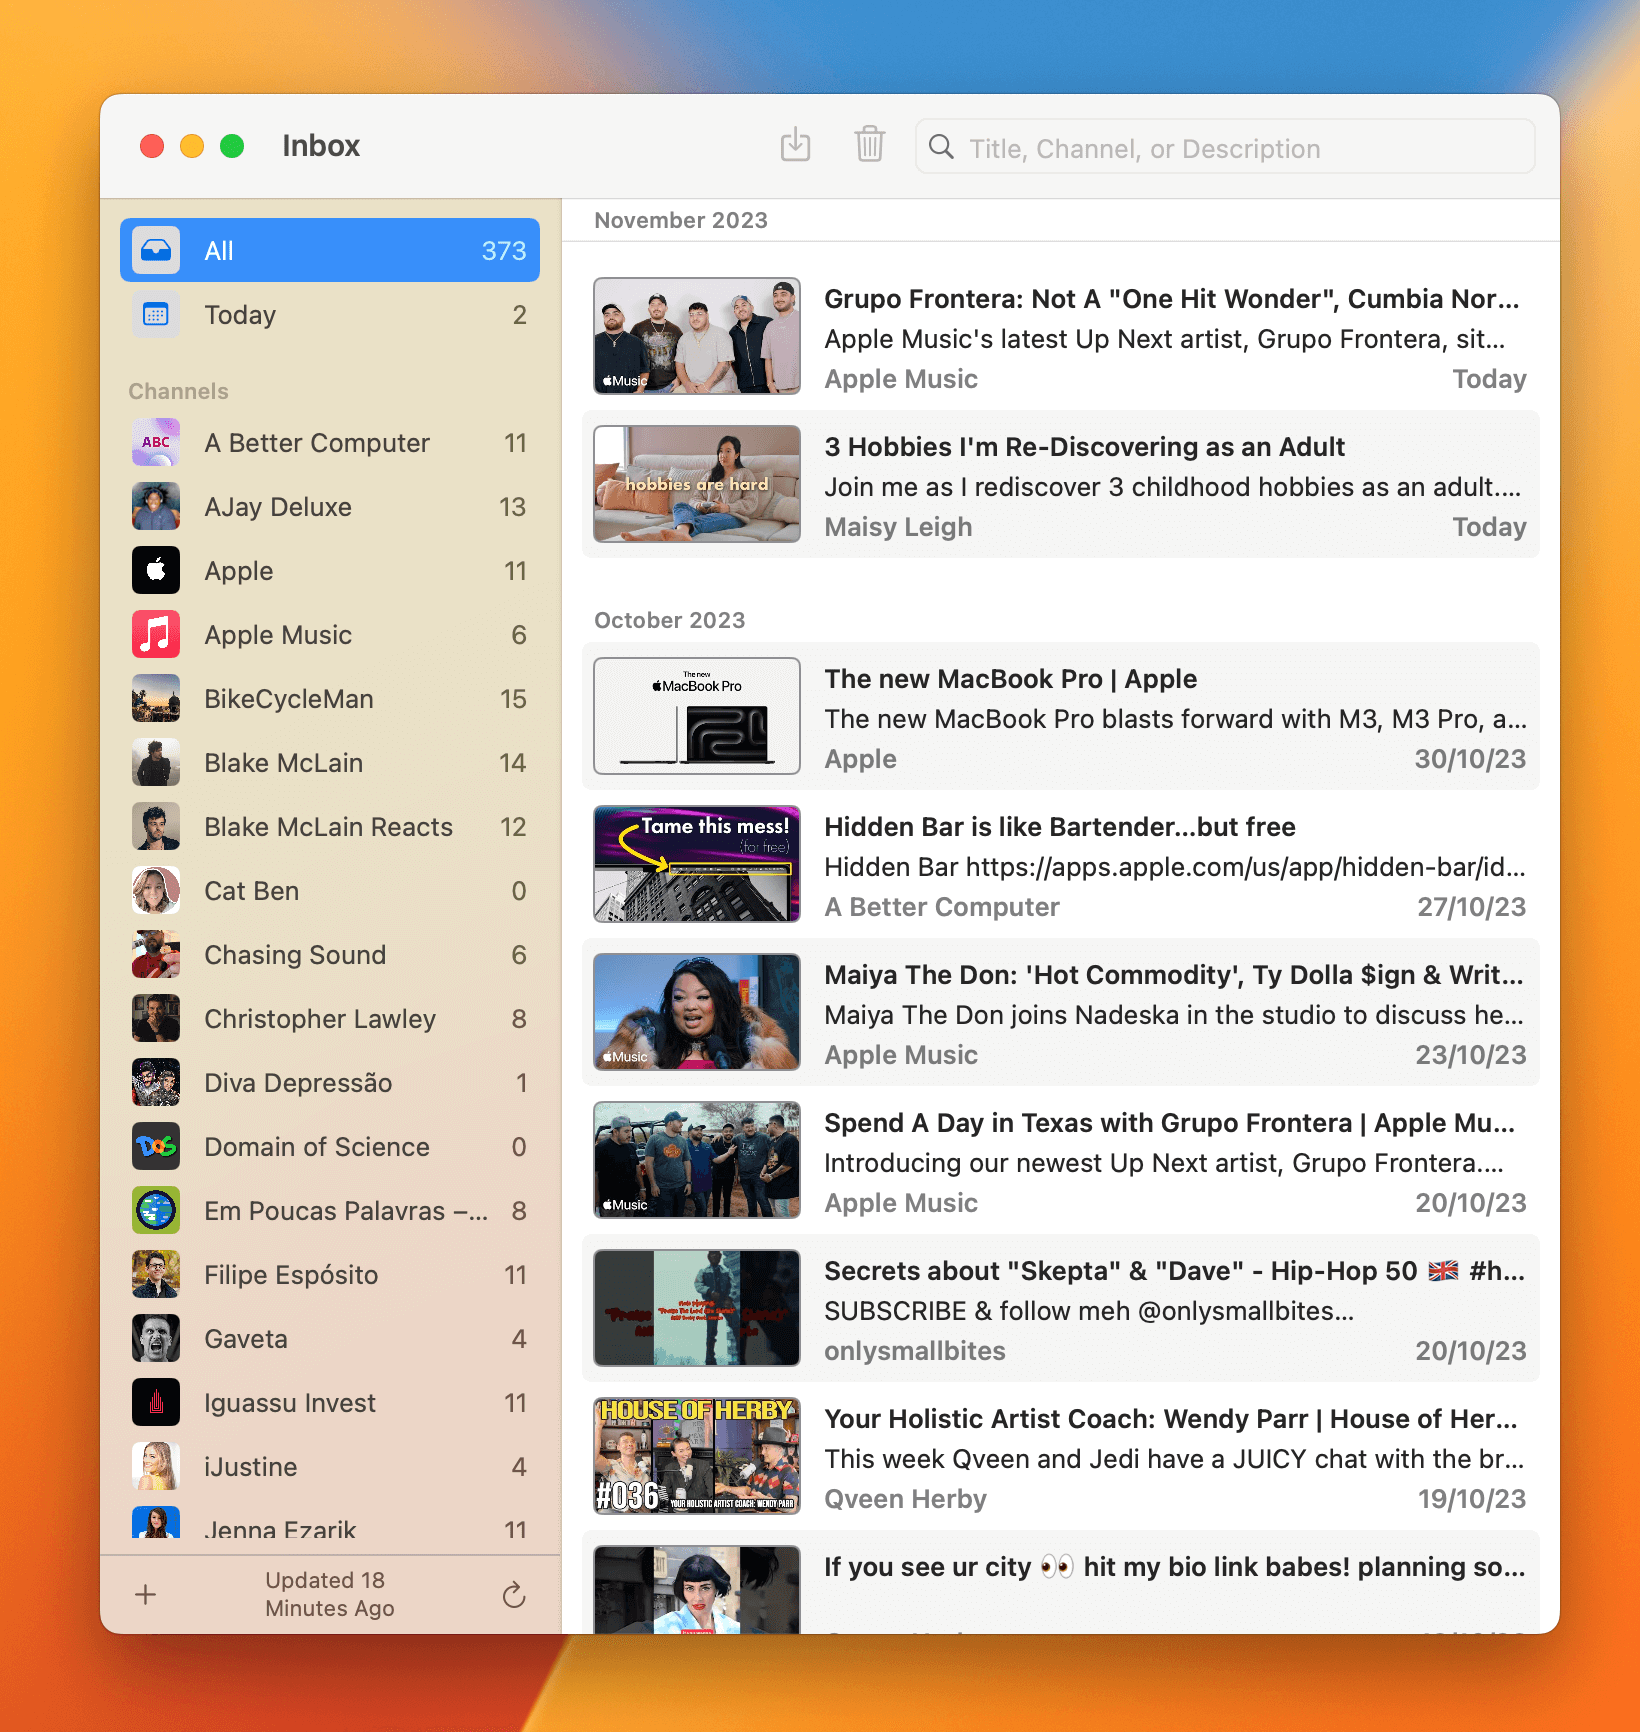 Inbox
Title, Channel, or Description
All 373
Today 2
Channels
ABC
A Better Computer 11
AJay Deluxe 13
Apple 11
Apple Music 6
BikeCycleMan 15
Blake McLain 14
Blake McLain Reacts 12
Cat Ben 0
Chasing Sound 6
Christopher Lawley 8
Diva Depressão 1
DOS
Domain of Science 0
Em Poucas Palavras –... 8
Filipe Espósito 11
Gaveta 4
Iguassu Invest 11
iJustine 4
Jenna Ezarik 11
Updated 18
Minutes Ago
November 2023
Music
Grupo Frontera: Not A "One Hit Wonder", Cumbia Nor...
Apple Music's latest Up Next artist, Grupo Frontera, sit...
Apple Music Today
hobbies are hard
3 Hobbies I'm Re-Discovering as an Adult
Join me as I rediscover 3 childhood hobbies as an adult....
Maisy Leigh Today
October 2023
The new
MacBook Pro
The new MacBook Pro | Apple
The new MacBook Pro blasts forward with M3, M3 Pro, a...
Apple 30/10/23
Tame this mess!
(for free)
Hidden Bar is like Bartender...but free
Hidden Bar https://apps.apple.com/us/app/hidden-bar/id...
A Better Computer 27/10/23
Music
Maiya The Don: 'Hot Commodity', Ty Dolla $ign & Writ...
Maiya The Don joins Nadeska in the studio to discuss he...
Apple Music 23/10/23
Music
Spend A Day in Texas with Grupo Frontera | Apple Mu...
Introducing our newest Up Next artist, Grupo Frontera....
Apple Music 20/10/23
Secrets about "Skepta" & "Dave" - Hip-Hop 50 🇬🇧 #h...
SUBSCRIBE & follow meh @onlysmallbites...
onlysmallbites 20/10/23
HOUSE OF HERBY
#036 YOUR HOLISTIC ARTIST COACH: WENDY PARR
Your Holistic Artist Coach: Wendy Parr | House of Her...
This week Qveen and Jedi have a JUICY chat with the br...
Qveen Herby 19/10/23
If you see ur city 👀 hit my bio link babes! planning so...